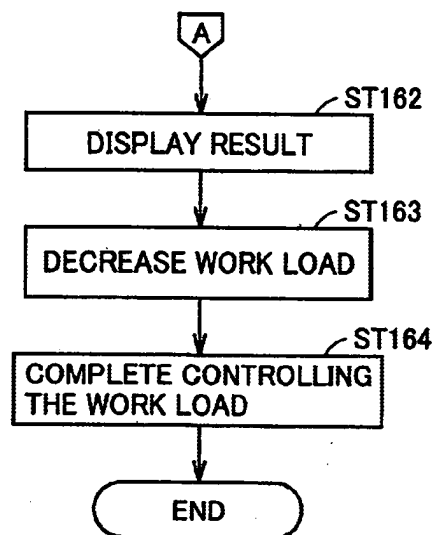 A
ST162
DISPLAY RESULT
ST163
DECREASE WORK LOAD
ST164
COMPLETE CONTROLLING
THE WORK LOAD
END